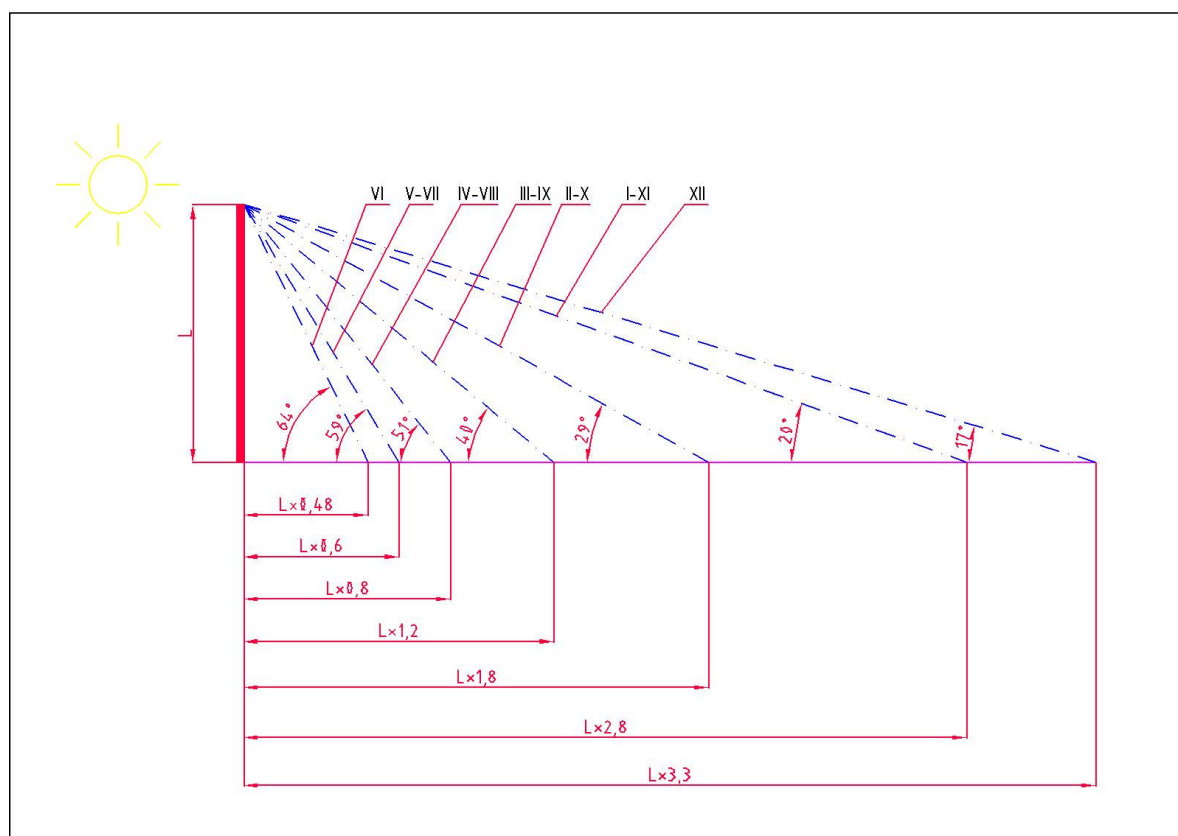 VI
V-VII
IV-VIII
III-IX
II-X
I-XI
XII
L
64°
59°
51°
40°
29°
20°
17°
L×0,48
L×0,6
L×0,8
L×1,2
L×1,8
L×2,8
L×3,3